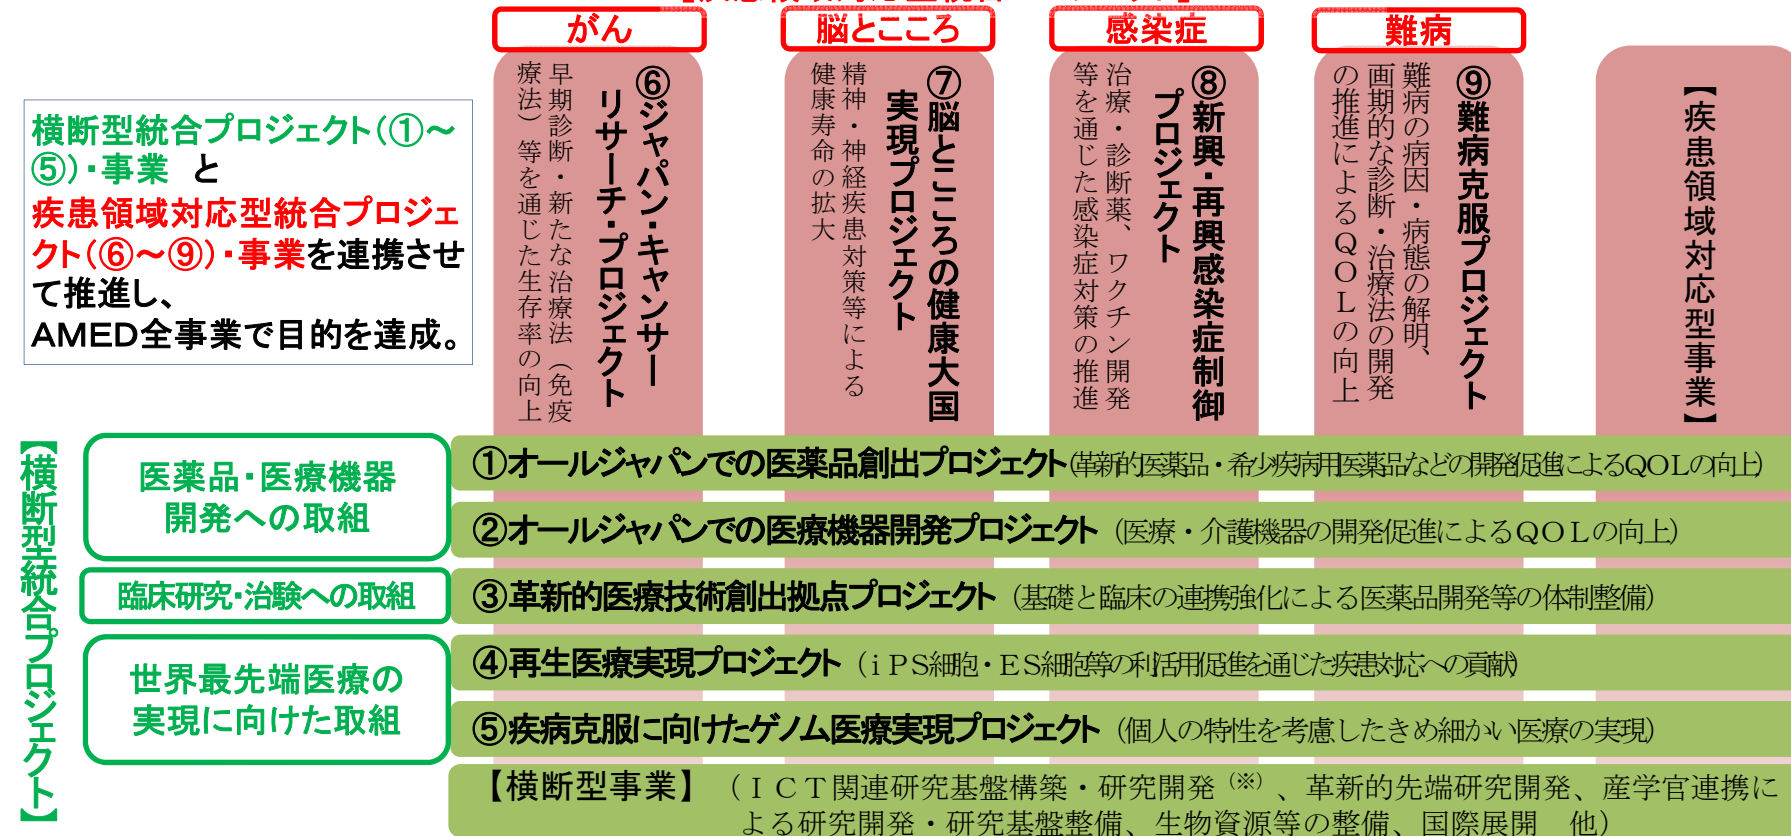 がん
脳とこころ
感染症
難病
横断型統合プロジェクト(①～
⑤)・事業 と
疾患領域対応型統合プロジェ
クト(⑥～⑨)・事業を連携させ
て推進し、
AMED全事業で目的を達成。
⑥ジャパン・キャンサー
リサーチ・プロジェクト
早期診断・新たな治療法（免疫
療法）等を通じた生存率の向上
⑦脳とこころの健康大国
実現プロジェクト
精神・神経疾患対策等による
健康寿命の拡大
⑧新興・再興感染症制御
プロジェクト
治療・診断薬、ワクチン開発
等を通じた感染症対策の推進
⑨難病克服プロジェクト
難病の病因・病態の解明、
画期的な診断・治療法の開発
の推進によるＱＯＬの向上
【疾患領域対応型事業】
【横断型統合プロジェクト】
医薬品・医療機器
開発への取組
①オールジャパンでの医薬品創出プロジェクト(革新的医薬品・希少疾病用医薬品などの開発促進によるQOLの向上)
②オールジャパンでの医療機器開発プロジェクト（医療・介護機器の開発促進によるＱＯＬの向上）
臨床研究・治験への取組
③革新的医療技術創出拠点プロジェクト（基礎と臨床の連携強化による医薬品開発等の体制整備）
世界最先端医療の
実現に向けた取組
④再生医療実現プロジェクト（ｉＰＳ細胞・ＥＳ細胞等の利活用促進を通じた疾患対応への貢献）
⑤疾病克服に向けたゲノム医療実現プロジェクト（個人の特性を考慮したきめ細かい医療の実現）
【横断型事業】（ＩＣＴ関連研究基盤構築・研究開発（※）、革新的先端研究開発、産学官連携に
よる研究開発・研究基盤整備、生物資源等の整備、国際展開　他）